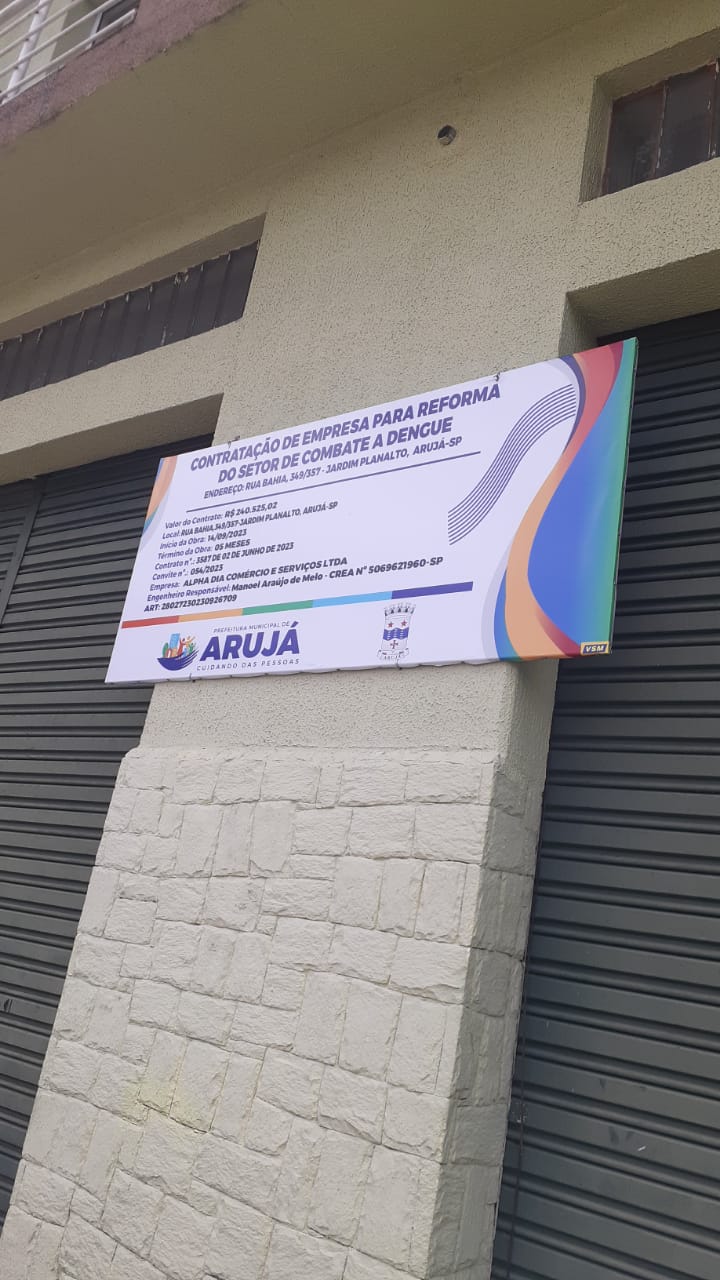 CONTRATAÇÃO DE EMPRESA PARA REFORMA
DO SETOR DE COMBATE A DENGUE
ENDEREÇO: RUA BAHIA, 349/357 - JARDIM PLANALTO, ARUJÁ-SP
Valor do Contrato: R$ 240.525,02
Local: RUA BAHIA, 349/357-JARDIM PLANALTO, ARUJÁ-SP
Início da Obra: 14/09/2023
Término da Obra: 05 MESES
Contrato nº.: 3587 DE 02 DE JUNHO DE 2023
Convite nº.: 054/2023
Empresa: ALPHA DIA COMÉRCIO E SERVIÇOS LTDA
Engenheiro Responsável: Manoel Araújo de Melo - CREA Nº 5069621960-SP
ART: 28027230230926709
PREFEITURA MUNICIPAL DE
ARUJÁ
CUIDANDO DAS PESSOAS
ARUJÁ
VSM